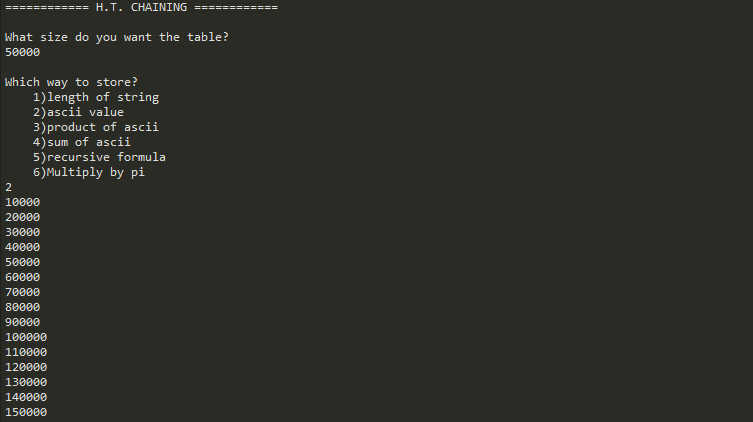 ============ H.T. CHAINING ============
What size do you want the table?
50000
Which way to store?
1)length of string
2)ascii value
3)product of ascii
4)sum of ascii
5)recursive formula
6)Multiply by pi
2
10000
20000
30000
40000
50000
60000
70000
80000
90000
100000
110000
120000
130000
140000
150000